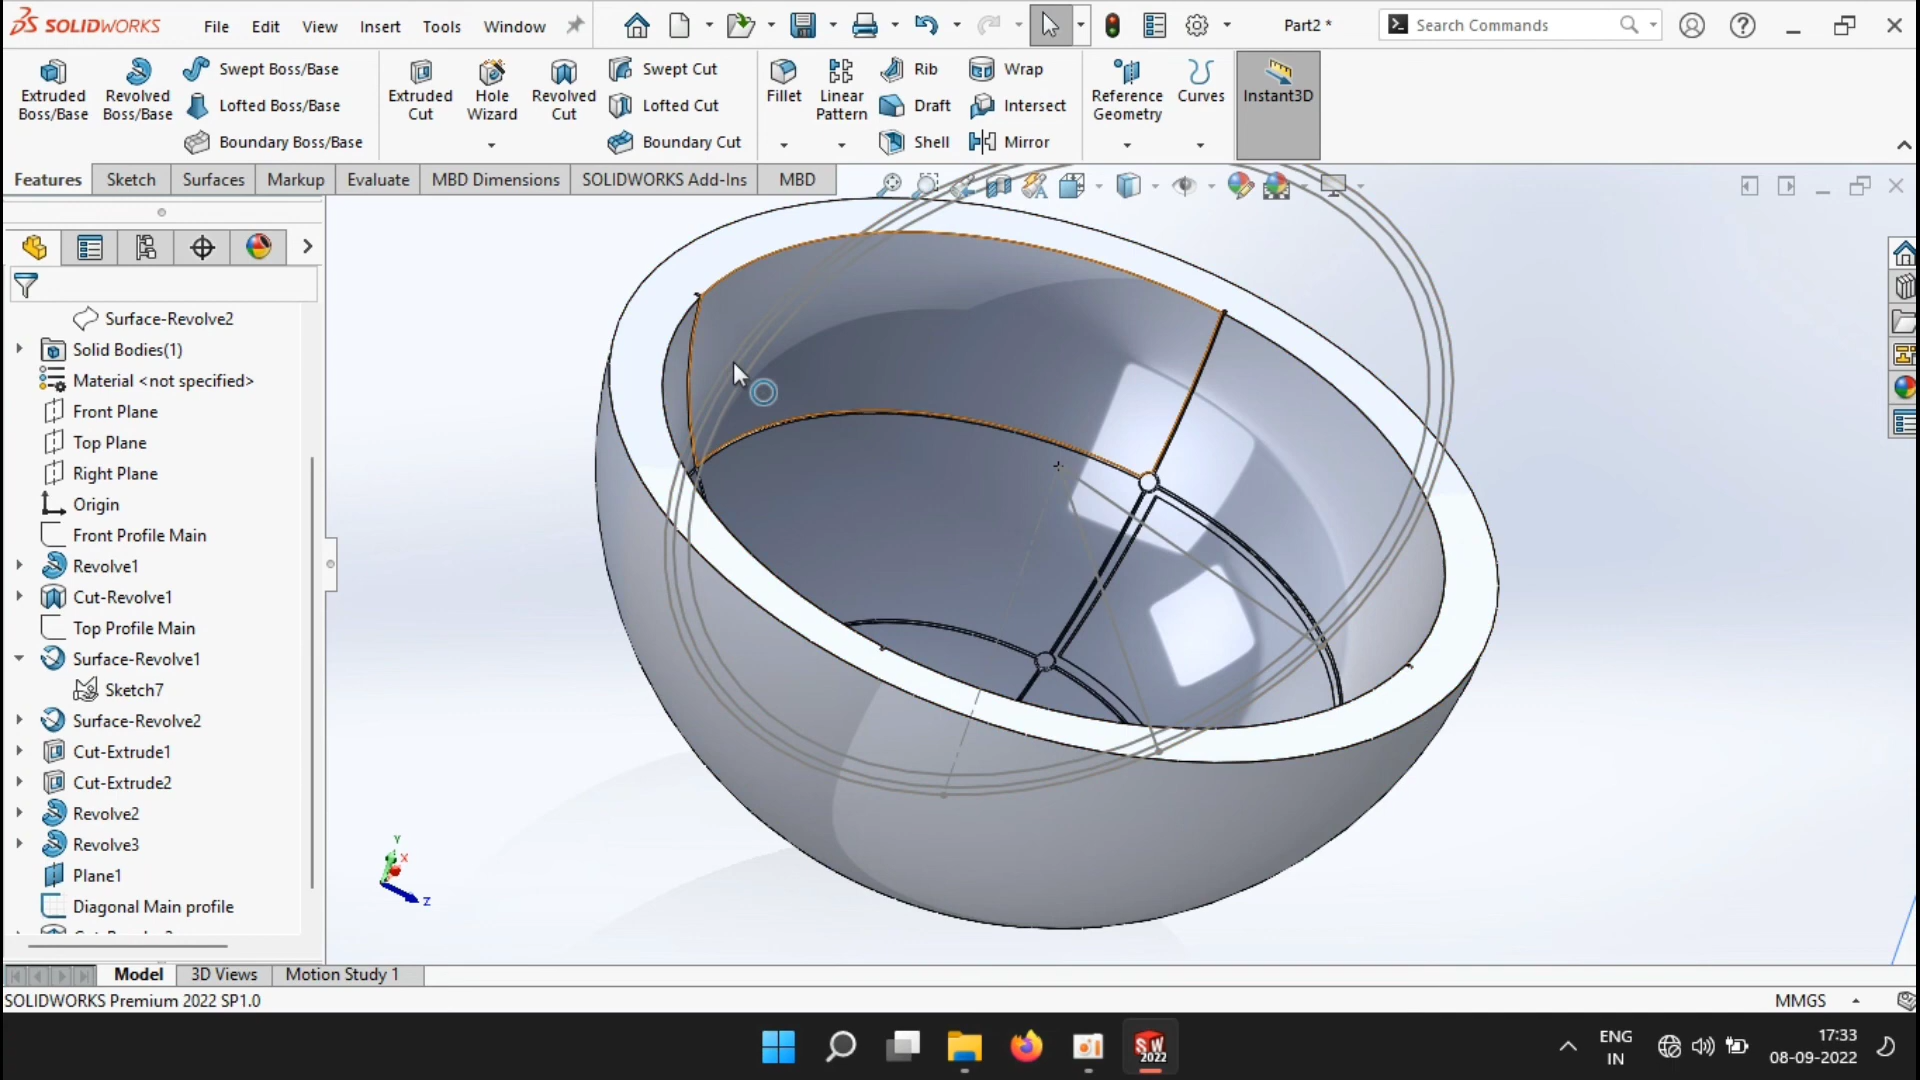 SOLIDWORKS File Edit View Insert Tools Window Part2 * Search Commands
Extruded Boss/Base Revolved Boss/Base Swept Boss/Base Lofted Boss/Base Boundary Boss/Base
Extruded Cut Hole Wizard Revolved Cut Swept Cut Lofted Cut Boundary Cut
Fillet Linear Pattern Rib Draft Shell Wrap Intersect Mirror
Reference Geometry Curves Instant3D
Features Sketch Surfaces Markup Evaluate MBD Dimensions SOLIDWORKS Add-Ins MBD
Surface-Revolve2
Solid Bodies(1)
Material <not specified>
Front Plane
Top Plane
Right Plane
Origin
Front Profile Main
Revolve1
Cut-Revolve1
Top Profile Main
Surface-Revolve1
Sketch7
Surface-Revolve2
Cut-Extrude1
Cut-Extrude2
Revolve2
Revolve3
Plane1
Diagonal Main profile
Y
X
Z
Model 3D Views Motion Study 1
SOLIDWORKS Premium 2022 SP1.0 MMGS
SW 2022
ENG
IN
17:33
08-09-2022